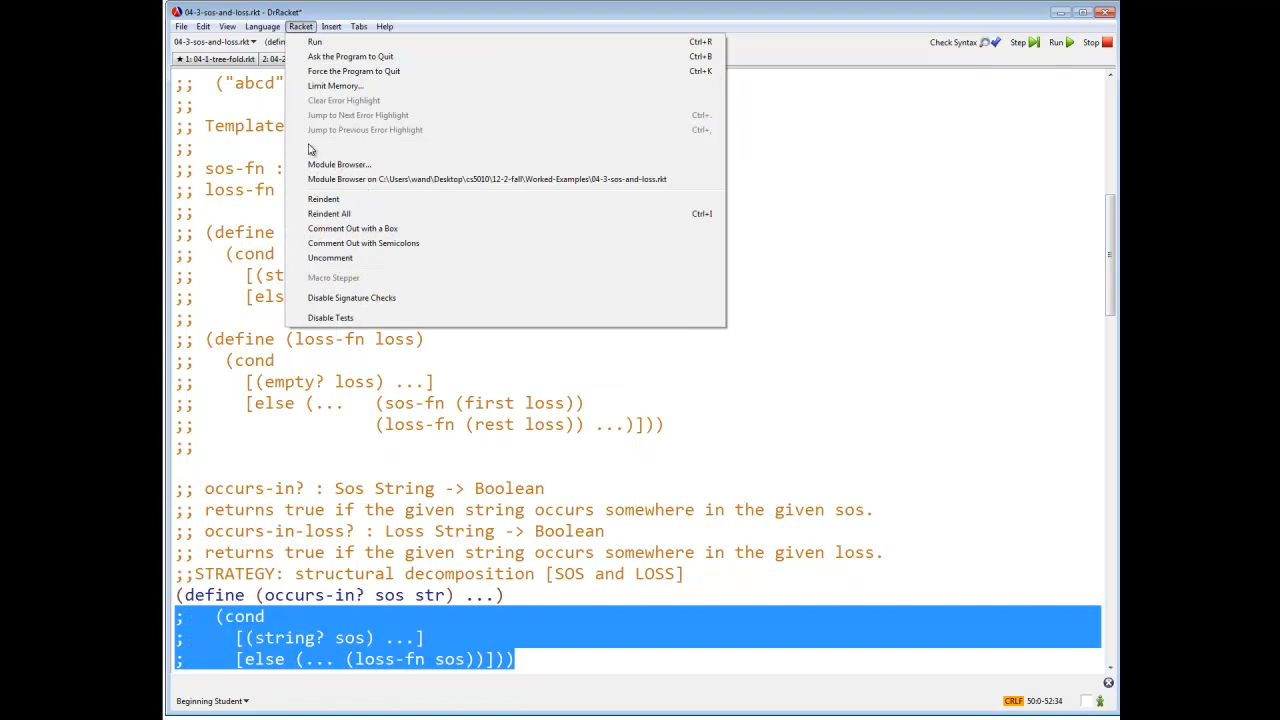 04-3-sos-and-loss.rkt - DrRacket*
File Edit View Language Racket Insert Tabs Help
04-3-sos-and-loss.rkt (defin
Check Syntax Step Run Stop
1: 04-1-tree-fold.rkt 2: 04-2
Run Ctrl+R
Ask the Program to Quit Ctrl+B
Force the Program to Quit Ctrl+K
Limit Memory...
Clear Error Highlight
Jump to Next Error Highlight Ctrl+.
Jump to Previous Error Highlight Ctrl+,
Module Browser...
Module Browser on C:\Users\wand\Desktop\cs5010\12-2-fall\Worked-Examples\04-3-sos-and-loss.rkt
Reindent
Reindent All Ctrl+I
Comment Out with a Box
Comment Out with Semicolons
Uncomment
Macro Stepper
Disable Signature Checks
Disable Tests
;; ("abcd"
;;
;; Template
;;
;; sos-fn :
;; loss-fn
;;
;; (define
;; (cond
;; [(st
;; [els
;;
;; (define (loss-fn loss)
;; (cond
;; [(empty? loss) ...]
;; [else (... (sos-fn (first loss))
;; (loss-fn (rest loss)) ...)]))
;;
;; occurs-in? : Sos String -> Boolean
;; returns true if the given string occurs somewhere in the given sos.
;; occurs-in-loss? : Loss String -> Boolean
;; returns true if the given string occurs somewhere in the given loss.
;;STRATEGY: structural decomposition [SOS and LOSS]
(define (occurs-in? sos str) ...)
; (cond
; [(string? sos) ...]
; [else (... (loss-fn sos))]))
Beginning Student
CRLF 50:0-52:34